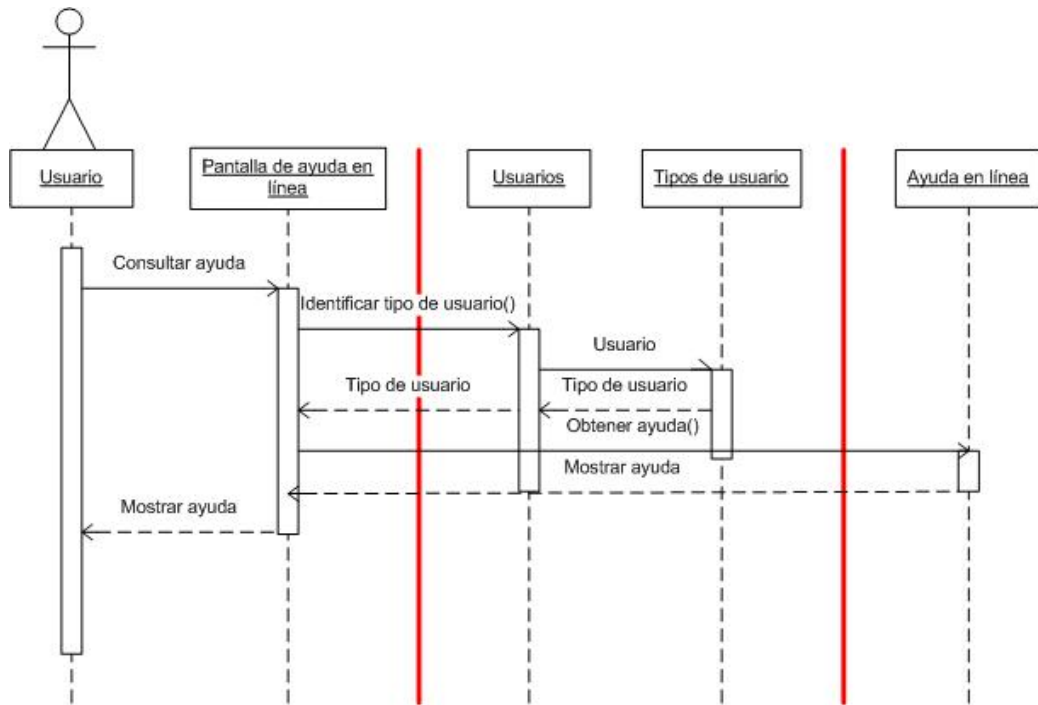 Usuario
Pantalla de ayuda en
línea
Usuarios
Tipos de usuario
Ayuda en línea
Consultar ayuda
Identificar tipo de usuario()
Usuario
Tipo de usuario
Tipo de usuario
Obtener ayuda()
Mostrar ayuda
Mostrar ayuda